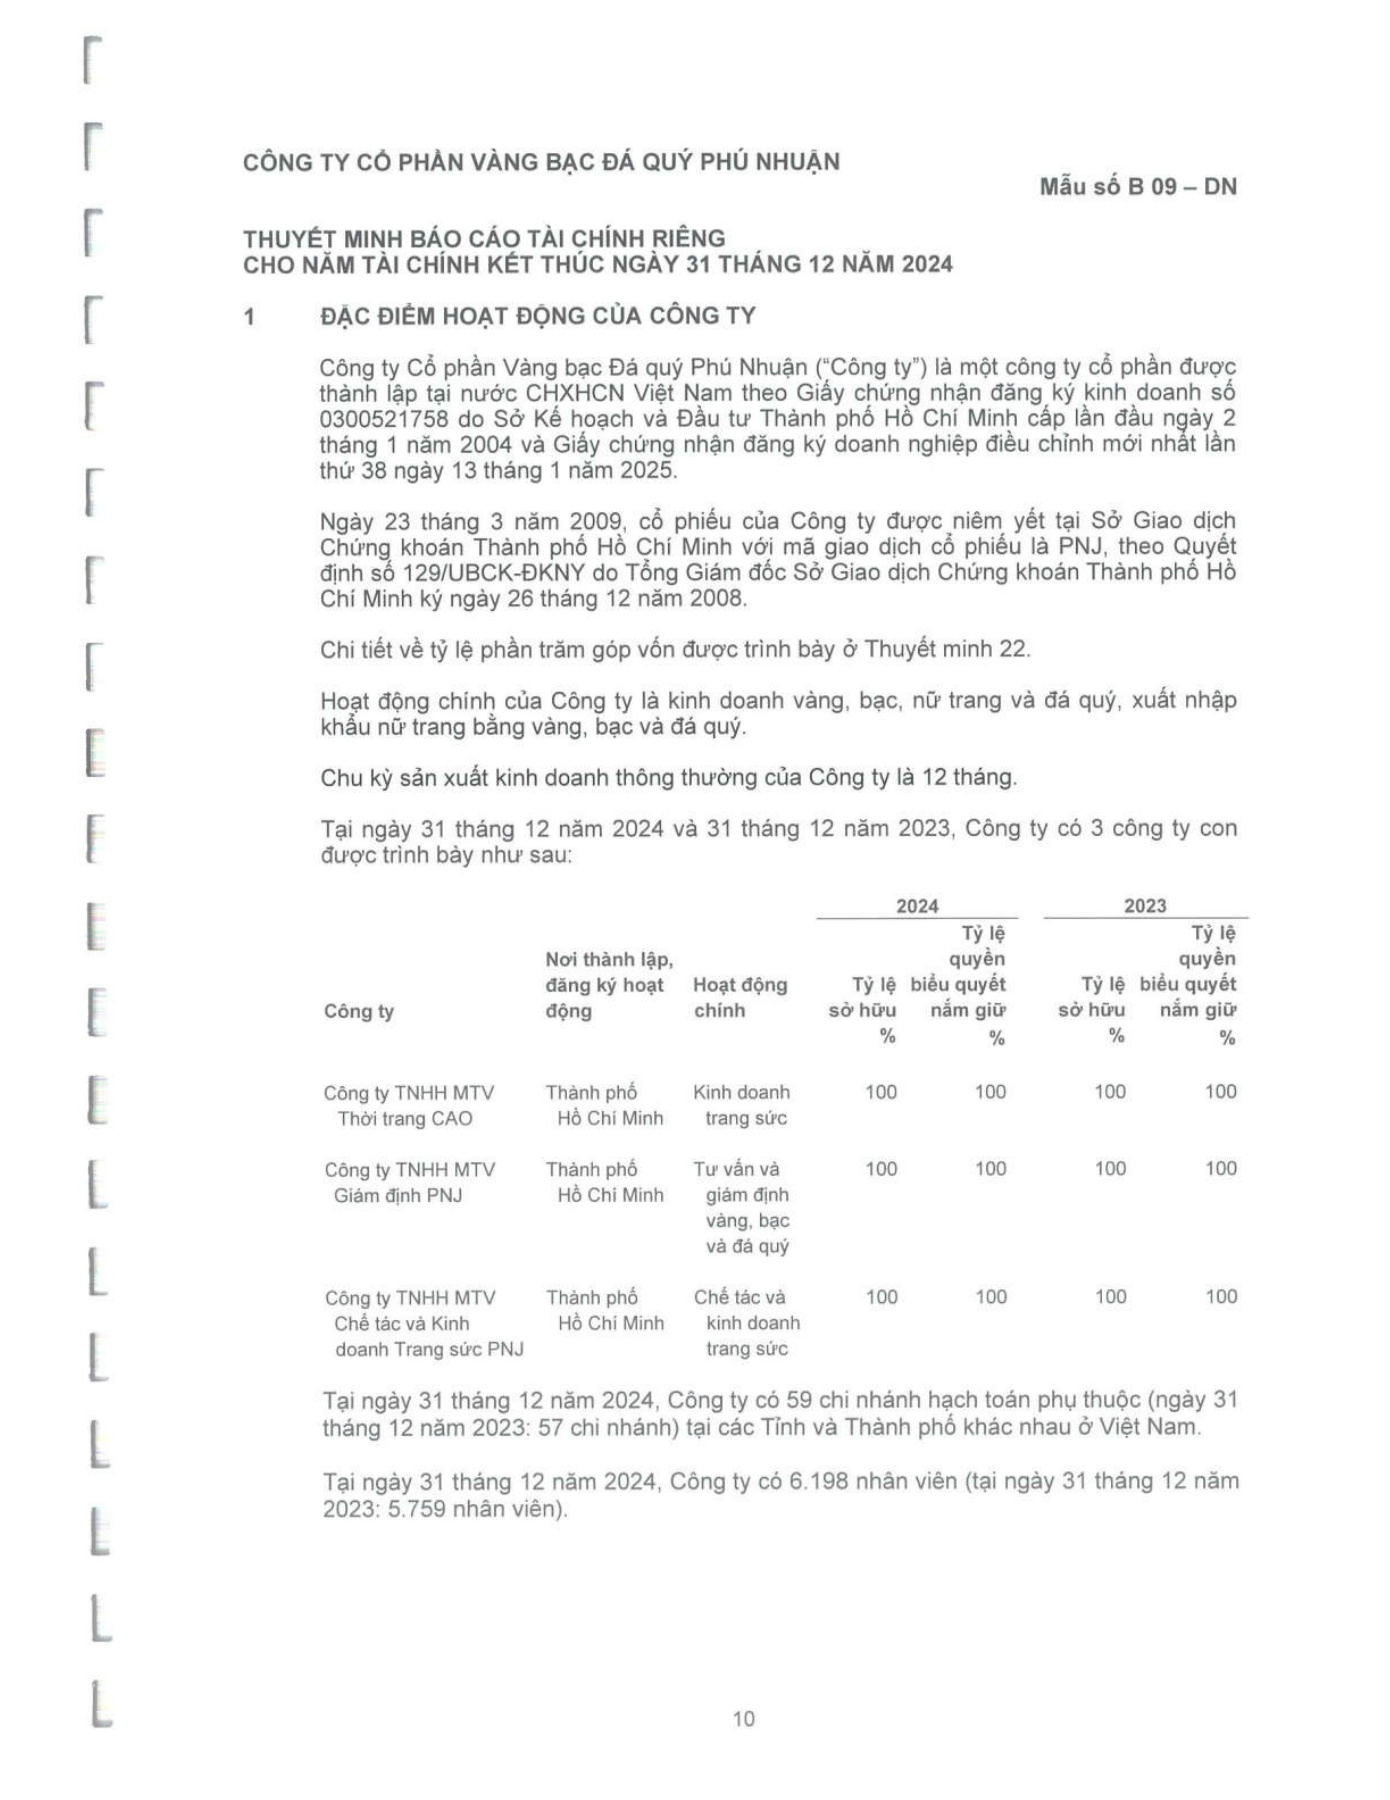 CÔNG TY CỔ PHẦN VÀNG BẠC ĐÁ QUÝ PHÚ NHUẬN
Mẫu số B 09 – DN
THUYẾT MINH BÁO CÁO TÀI CHÍNH RIÊNG
CHO NĂM TÀI CHÍNH KẾT THÚC NGÀY 31 THÁNG 12 NĂM 2024
1 ĐẶC ĐIỂM HOẠT ĐỘNG CỦA CÔNG TY
Công ty Cổ phần Vàng bạc Đá quý Phú Nhuận (“Công ty”) là một công ty cổ phần được
thành lập tại nước CHXHCN Việt Nam theo Giấy chứng nhận đăng ký kinh doanh số
0300521758 do Sở Kế hoạch và Đầu tư Thành phố Hồ Chí Minh cấp lần đầu ngày 2
tháng 1 năm 2004 và Giấy chứng nhận đăng ký doanh nghiệp điều chỉnh mới nhất lần
thứ 38 ngày 13 tháng 1 năm 2025.
Ngày 23 tháng 3 năm 2009, cổ phiếu của Công ty được niêm yết tại Sở Giao dịch
Chứng khoán Thành phố Hồ Chí Minh với mã giao dịch cổ phiếu là PNJ, theo Quyết
định số 129/UBCK-ĐKNY do Tổng Giám đốc Sở Giao dịch Chứng khoán Thành phố Hồ
Chí Minh ký ngày 26 tháng 12 năm 2008.
Chi tiết về tỷ lệ phần trăm góp vốn được trình bày ở Thuyết minh 22.
Hoạt động chính của Công ty là kinh doanh vàng, bạc, nữ trang và đá quý, xuất nhập
khẩu nữ trang bằng vàng, bạc và đá quý.
Chu kỳ sản xuất kinh doanh thông thường của Công ty là 12 tháng.
Tại ngày 31 tháng 12 năm 2024 và 31 tháng 12 năm 2023, Công ty có 3 công ty con
được trình bày như sau:
2024 2023
Tỷ lệ Tỷ lệ
Nơi thành lập, quyền quyền
đăng ký hoạt Hoạt động Tỷ lệ biểu quyết Tỷ lệ biểu quyết
Công ty động chính sở hữu nắm giữ sở hữu nắm giữ
% % % %
Công ty TNHH MTV Thành phố Kinh doanh 100 100 100 100
Thời trang CAO Hồ Chí Minh trang sức
Công ty TNHH MTV Thành phố Tư vấn và 100 100 100 100
Giám định PNJ Hồ Chí Minh giám định
vàng, bạc
và đá quý
Công ty TNHH MTV Thành phố Chế tác và 100 100 100 100
Chế tác và Kinh Hồ Chí Minh kinh doanh
doanh Trang sức PNJ trang sức
Tại ngày 31 tháng 12 năm 2024, Công ty có 59 chi nhánh hạch toán phụ thuộc (ngày 31
tháng 12 năm 2023: 57 chi nhánh) tại các Tỉnh và Thành phố khác nhau ở Việt Nam.
Tại ngày 31 tháng 12 năm 2024, Công ty có 6.198 nhân viên (tại ngày 31 tháng 12 năm
2023: 5.759 nhân viên).
10